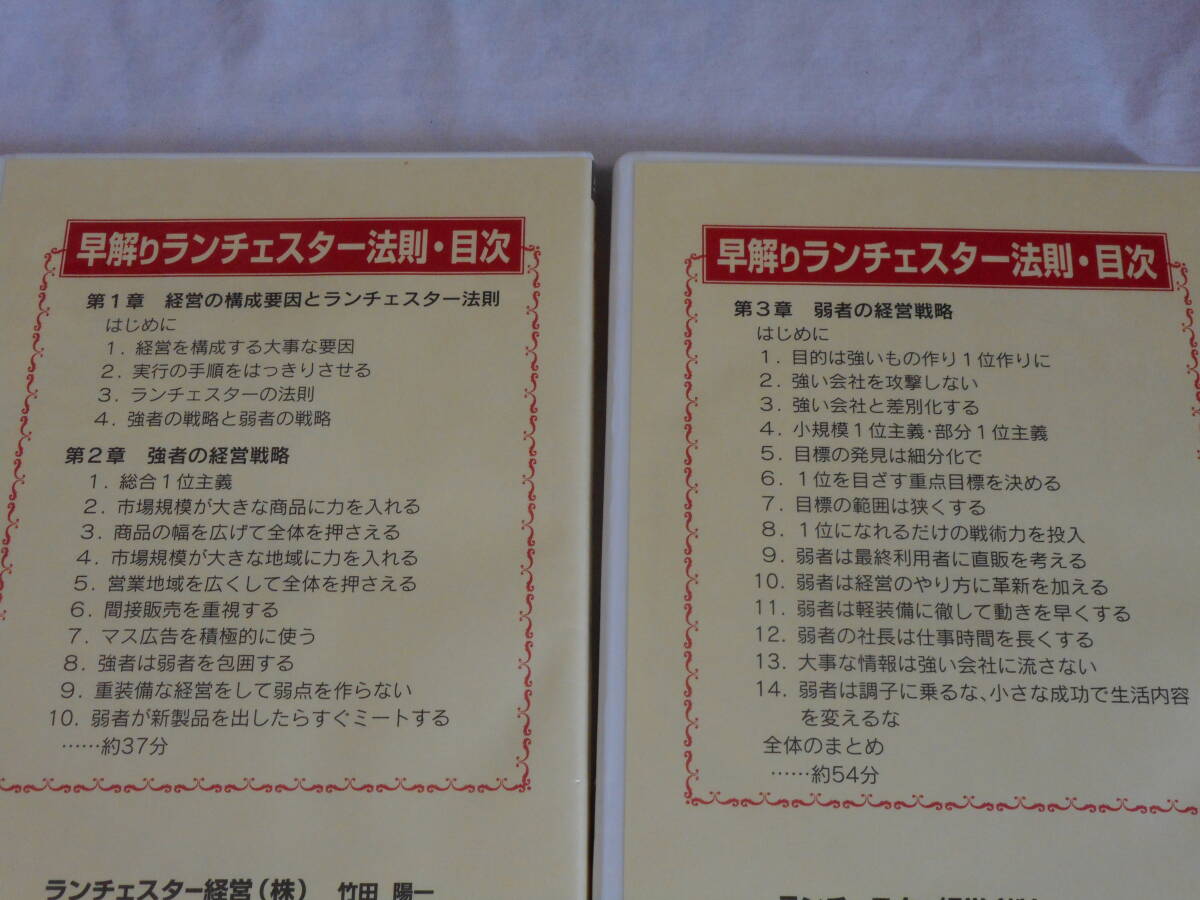 早解りランチェスター法則・目次
第1章 経営の構成要因とランチェスター法則
はじめに
1. 経営を構成する大事な要因
2. 実行の手順をはっきりさせる
3. ランチェスターの法則
4. 強者の戦略と弱者の戦略
第2章 強者の経営戦略
1. 総合1位主義
2. 市場規模が大きな商品に力を入れる
3. 商品の幅を広げて全体を押さえる
4. 市場規模が大きな地域に力を入れる
5. 営業地域を広くして全体を押さえる
6. 間接販売を重視する
7. マス広告を積極的に使う
8. 強者は弱者を包囲する
9. 重装備な経営をして弱点を作らない
10. 弱者が新製品を出したらすぐミートする
……約37分
ランチェスター経営(株) 竹田 陽一
早解りランチェスター法則・目次
第3章 弱者の経営戦略
はじめに
1. 目的は強いもの作り1位作りに
2. 強い会社を攻撃しない
3. 強い会社と差別化する
4. 小規模1位主義・部分1位主義
5. 目標の発見は細分化で
6. 1位を目ざす重点目標を決める
7. 目標の範囲は狭くする
8. 1位になれるだけの戦術力を投入
9. 弱者は最終利用者に直販を考える
10. 弱者は経営のやり方に革新を加える
11. 弱者は軽装備に徹して動きを早くする
12. 弱者の社長は仕事時間を長くする
13. 大事な情報は強い会社に流さない
14. 弱者は調子に乗るな、小さな成功で生活内容
を変えるな
全体のまとめ
……約54分